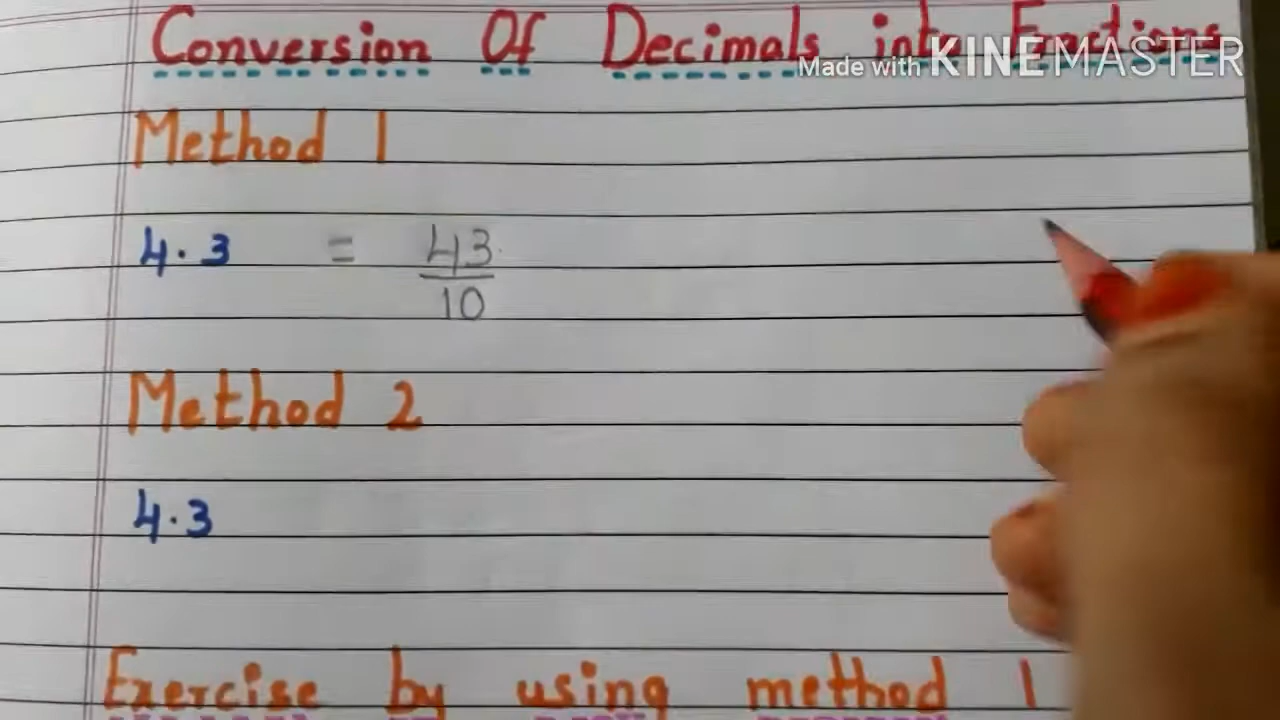 Conversion Of Decimals into Fractions
Made with KINEMASTER
Method 1
4.3 = 43/10
Method 2
4.3
Exercise by using method 1